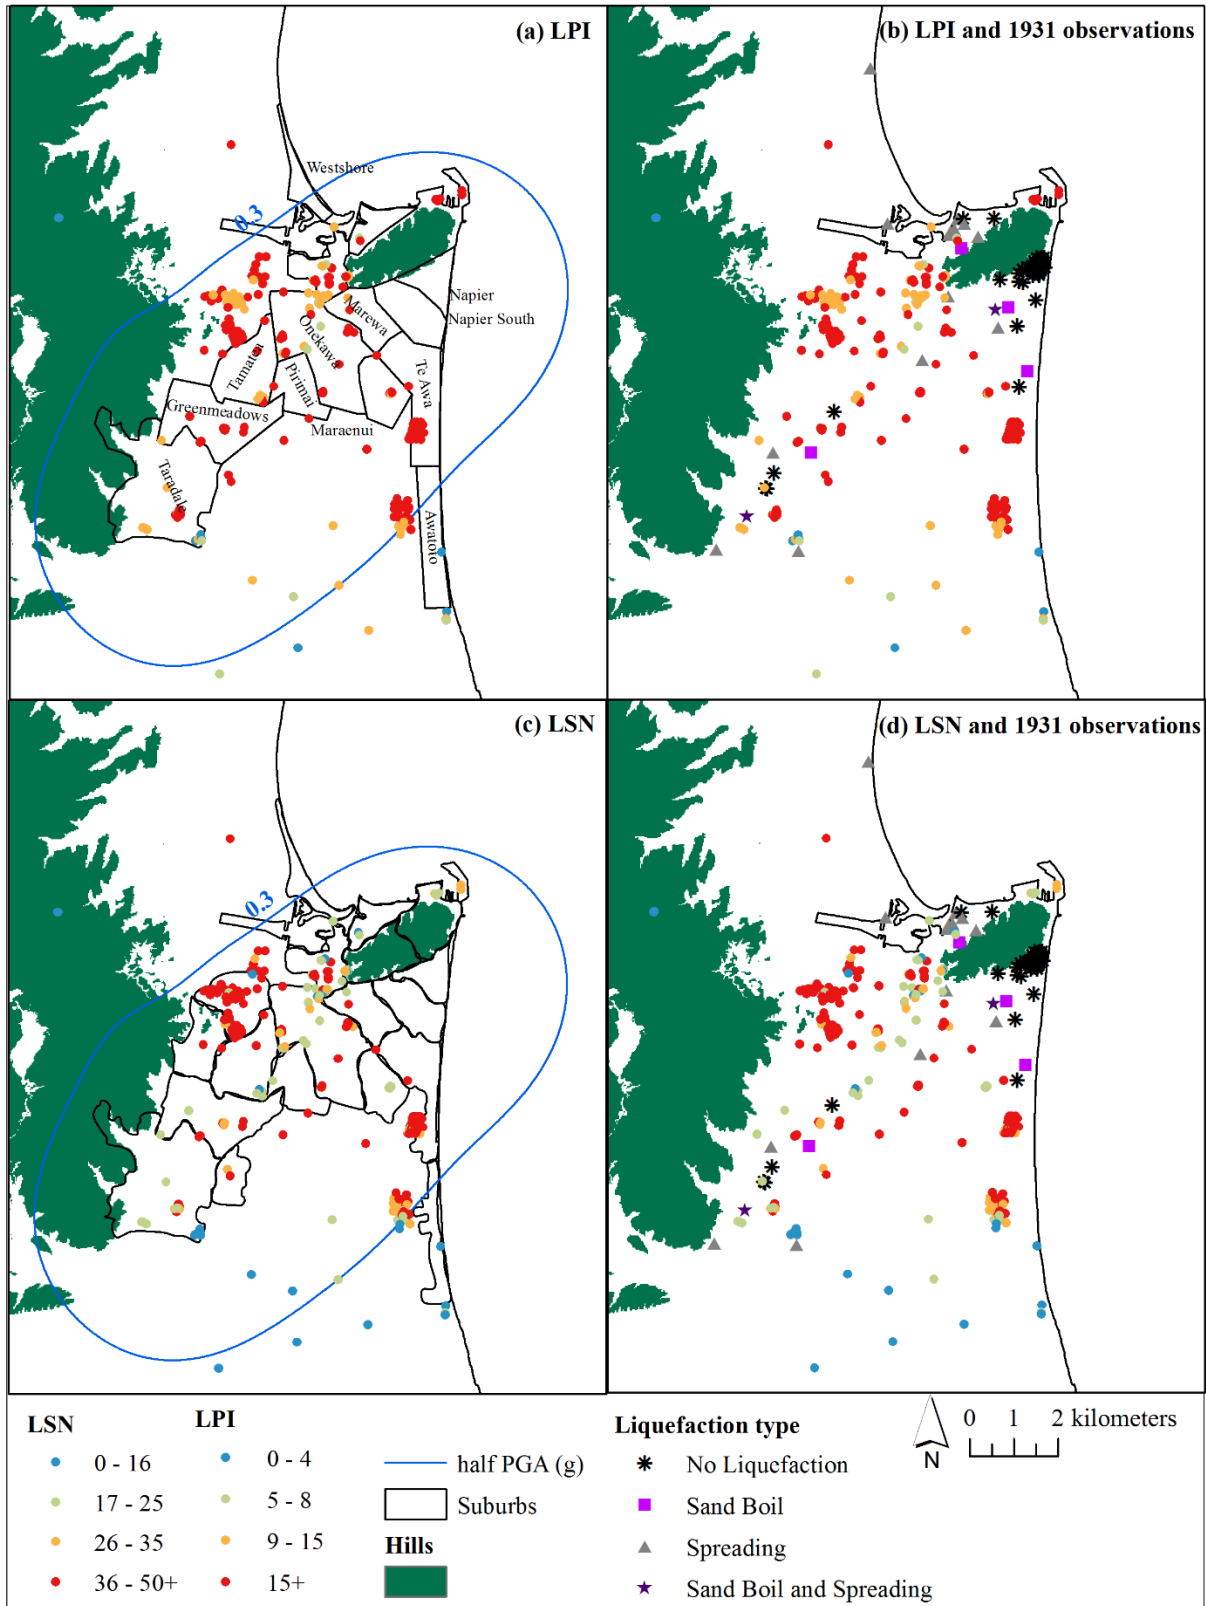 (a) LPI
(b) LPI and 1931 observations
Westshore
0.3
Napier
Napier South
Marewa
Onekawa
Te Awa
Tamatea
Pirimai
Greenmeadows
Maraenui
Taradale
Awatoto
(c) LSN
(d) LSN and 1931 observations
0.3
LSN
0 - 16
17 - 25
26 - 35
36 - 50+
LPI
0 - 4
5 - 8
9 - 15
15+
half PGA (g)
Suburbs
Hills
Liquefaction type
No Liquefaction
Sand Boil
Spreading
Sand Boil and Spreading
N
0 1 2 kilometers